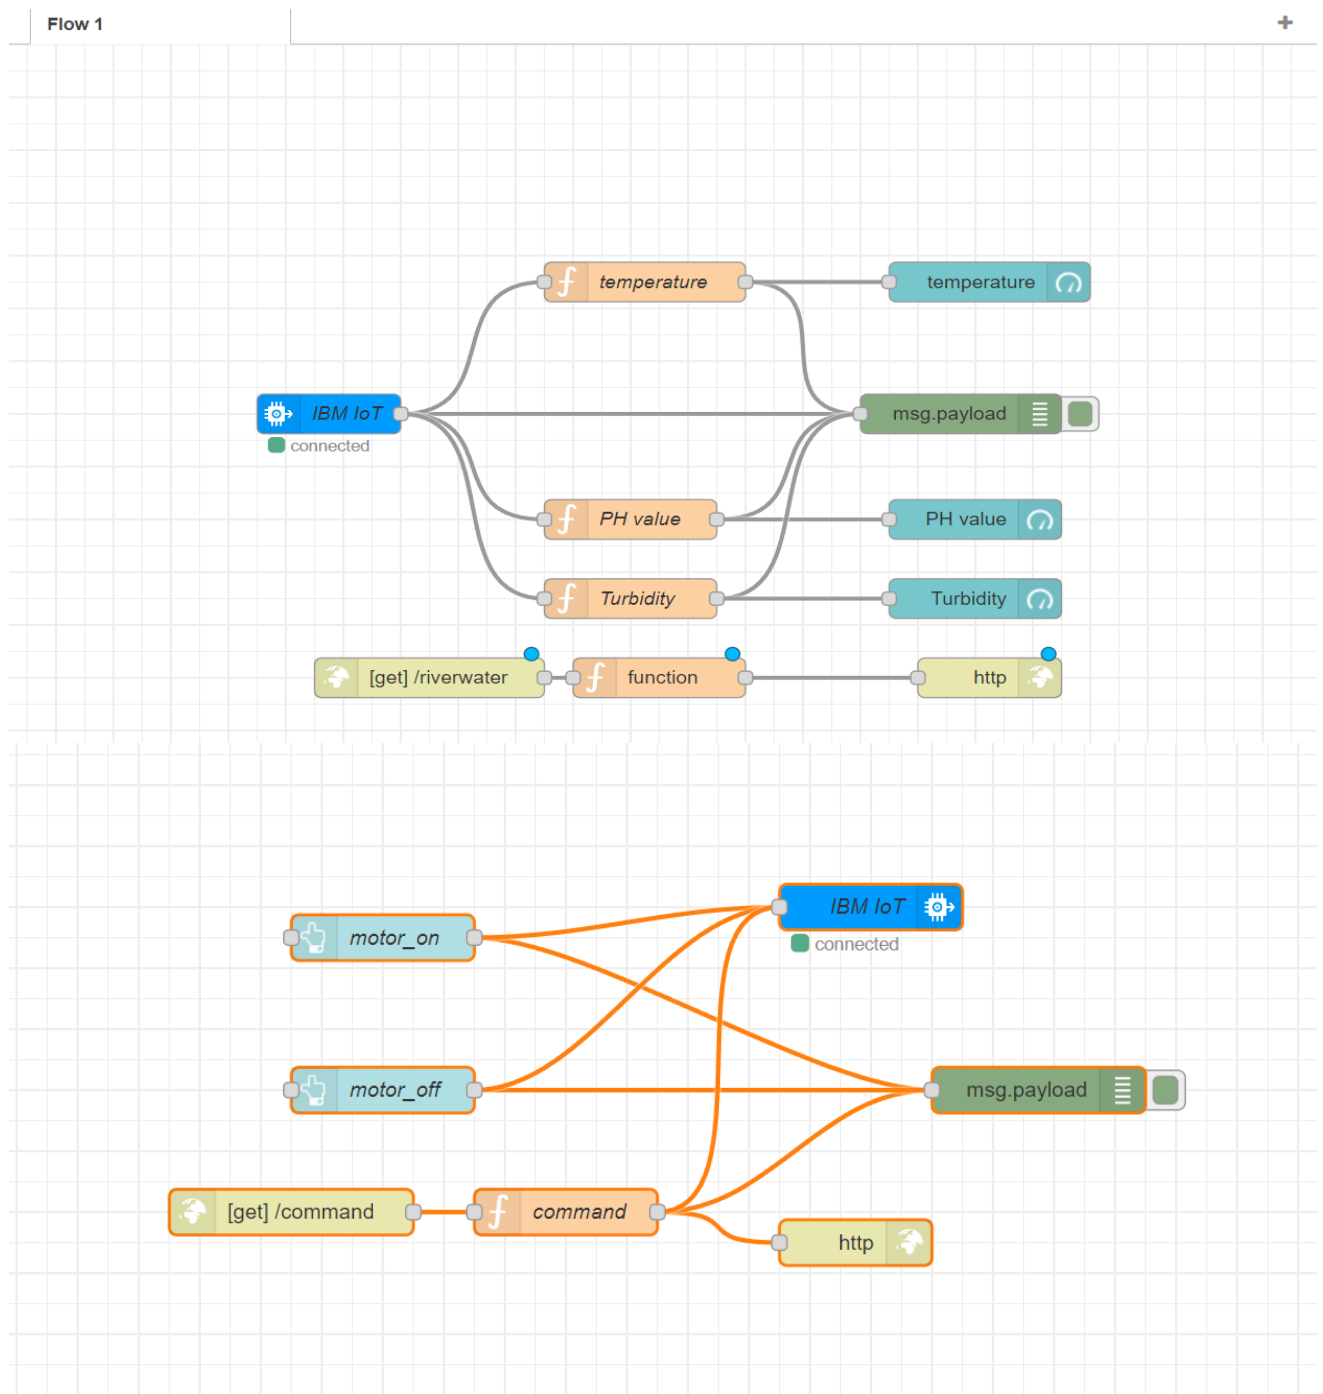 Flow 1
+
temperature
temperature
IBM IoT
msg.payload
connected
PH value
PH value
Turbidity
Turbidity
[get] /riverwater
function
http
IBM IoT
motor_on
connected
motor_off
msg.payload
[get] /command
command
http